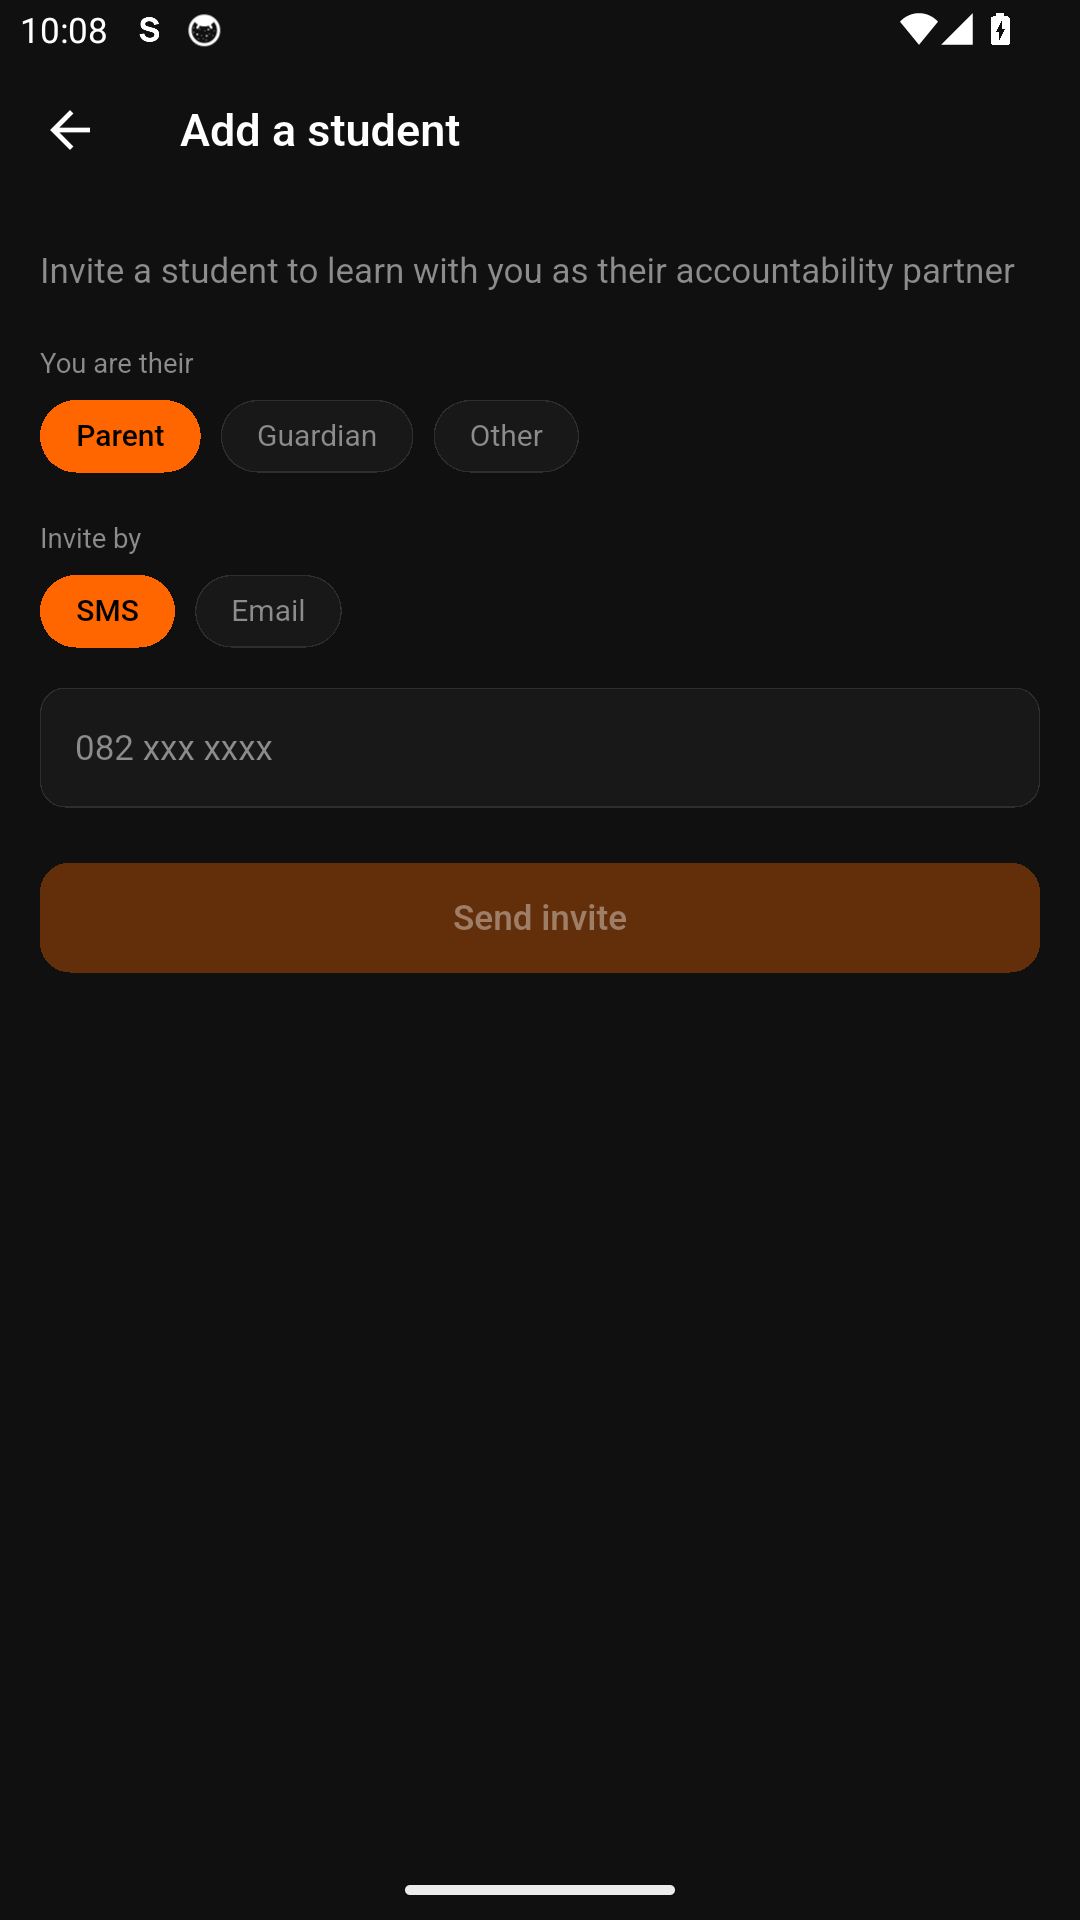 10:08 S
Add a student
Invite a student to learn with you as their accountability partner
You are their
Parent Guardian Other
Invite by
SMS Email
082 xxx xxxx
Send invite